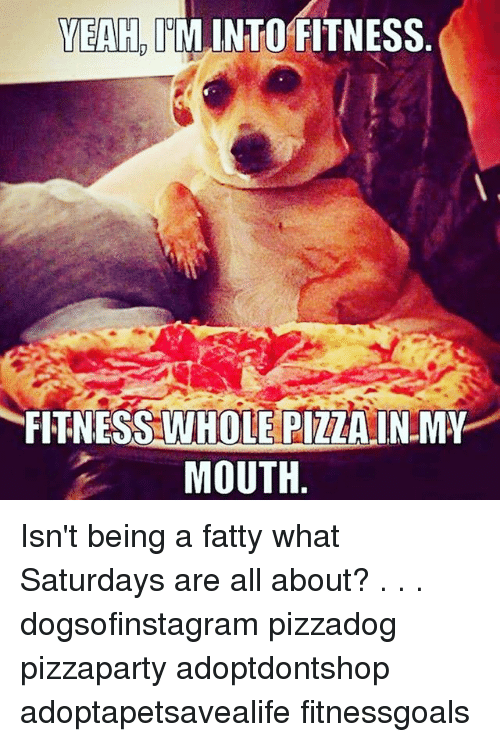 YEAH, I'M INTO FITNESS.
FITNESS WHOLE PIZZA IN MY
MOUTH.
Isn't being a fatty what
Saturdays are all about? . . .
dogsofinstagram pizzadog
pizzaparty adoptdontshop
adoptapetsavealife fitnessgoals